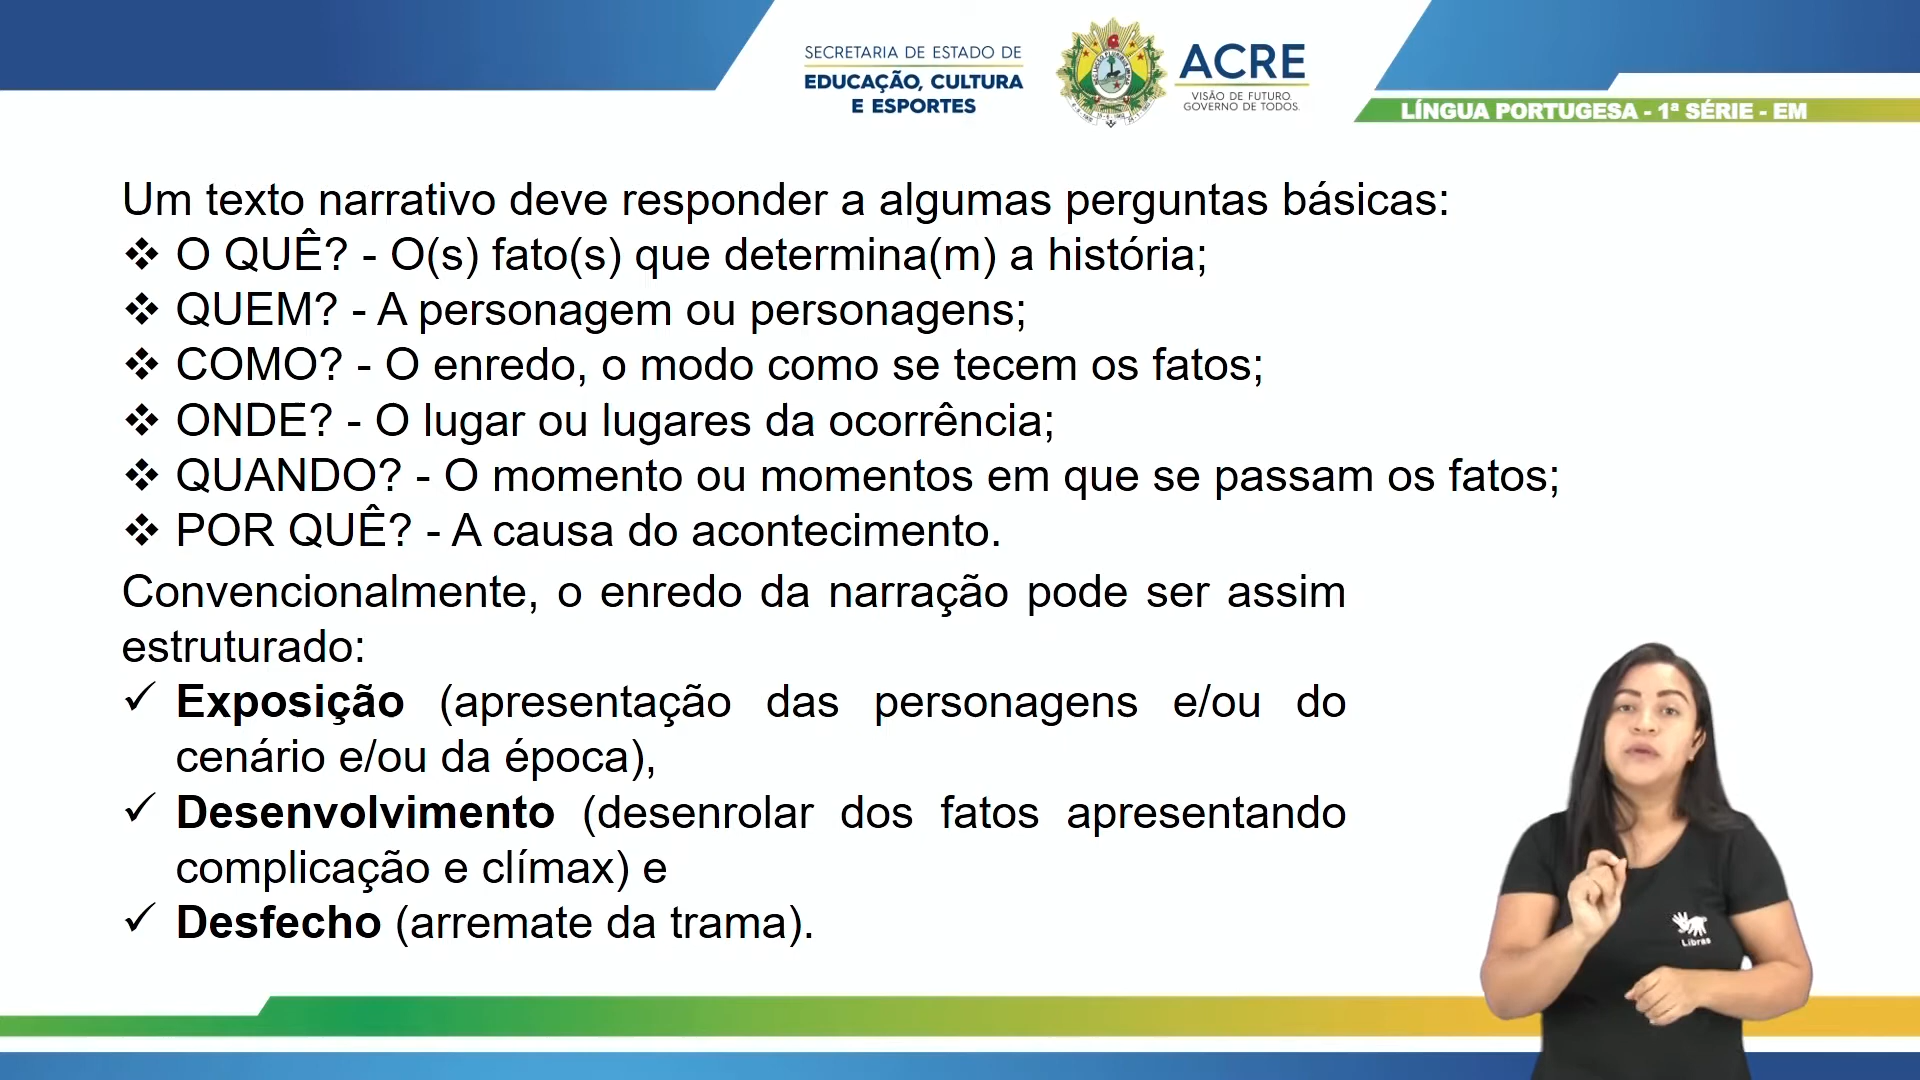 SECRETARIA DE ESTADO DE
EDUCAÇÃO, CULTURA
E ESPORTES
ACRE
VISÃO DE FUTURO.
GOVERNO DE TODOS.
LÍNGUA PORTUGESA - 1ª SÉRIE - EM
Um texto narrativo deve responder a algumas perguntas básicas:
❖ O QUÊ? - O(s) fato(s) que determina(m) a história;
❖ QUEM? - A personagem ou personagens;
❖ COMO? - O enredo, o modo como se tecem os fatos;
❖ ONDE? - O lugar ou lugares da ocorrência;
❖ QUANDO? - O momento ou momentos em que se passam os fatos;
❖ POR QUÊ? - A causa do acontecimento.
Convencionalmente, o enredo da narração pode ser assim
estruturado:
✓ Exposição (apresentação das personagens e/ou do
cenário e/ou da época),
✓ Desenvolvimento (desenrolar dos fatos apresentando
complicação e clímax) e
✓ Desfecho (arremate da trama).
Libras